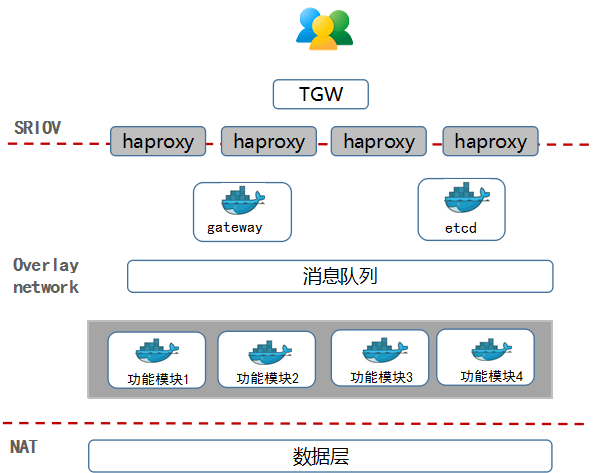 TGW
SRIOV
haproxy haproxy haproxy haproxy
gateway etcd
Overlay
network
消息队列
功能模块1 功能模块2 功能模块3 功能模块4
NAT
数据层